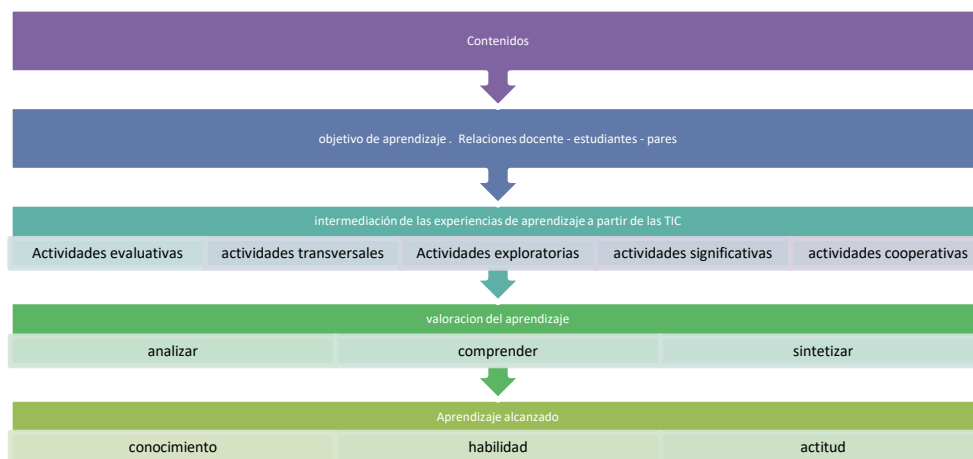 Contenidos
objetivo de aprendizaje . Relaciones docente - estudiantes - pares
intermediación de las experiencias de aprendizaje a partir de las TIC
Actividades evaluativas actividades transversales Actividades exploratorias actividades significativas actividades cooperativas
valoracion del aprendizaje
analizar comprender sintetizar
Aprendizaje alcanzado
conocimiento habilidad actitud